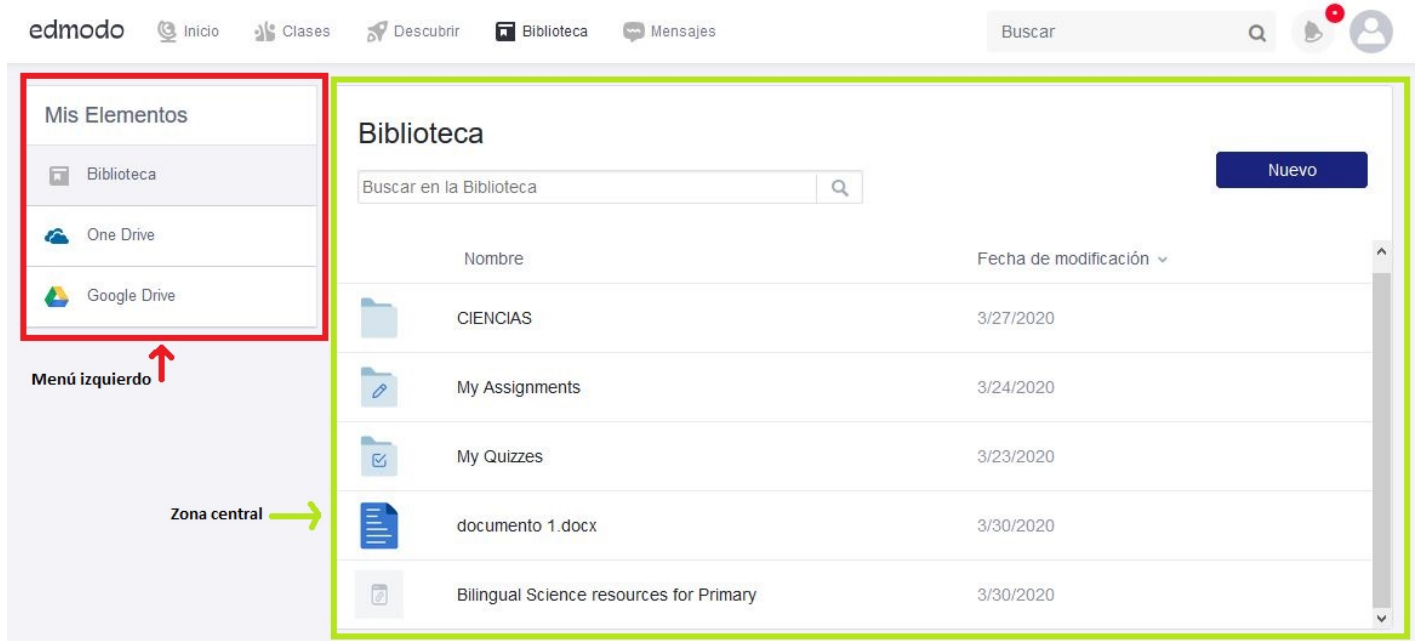 edmodo Inicio Clases Descubrir Biblioteca Mensajes Buscar
Mis Elementos
Biblioteca
One Drive
Google Drive
Menú izquierdo
Zona central
Biblioteca
Nuevo
Buscar en la Biblioteca
Nombre Fecha de modificación
CIENCIAS 3/27/2020
My Assignments 3/24/2020
My Quizzes 3/23/2020
documento 1.docx 3/30/2020
Bilingual Science resources for Primary 3/30/2020